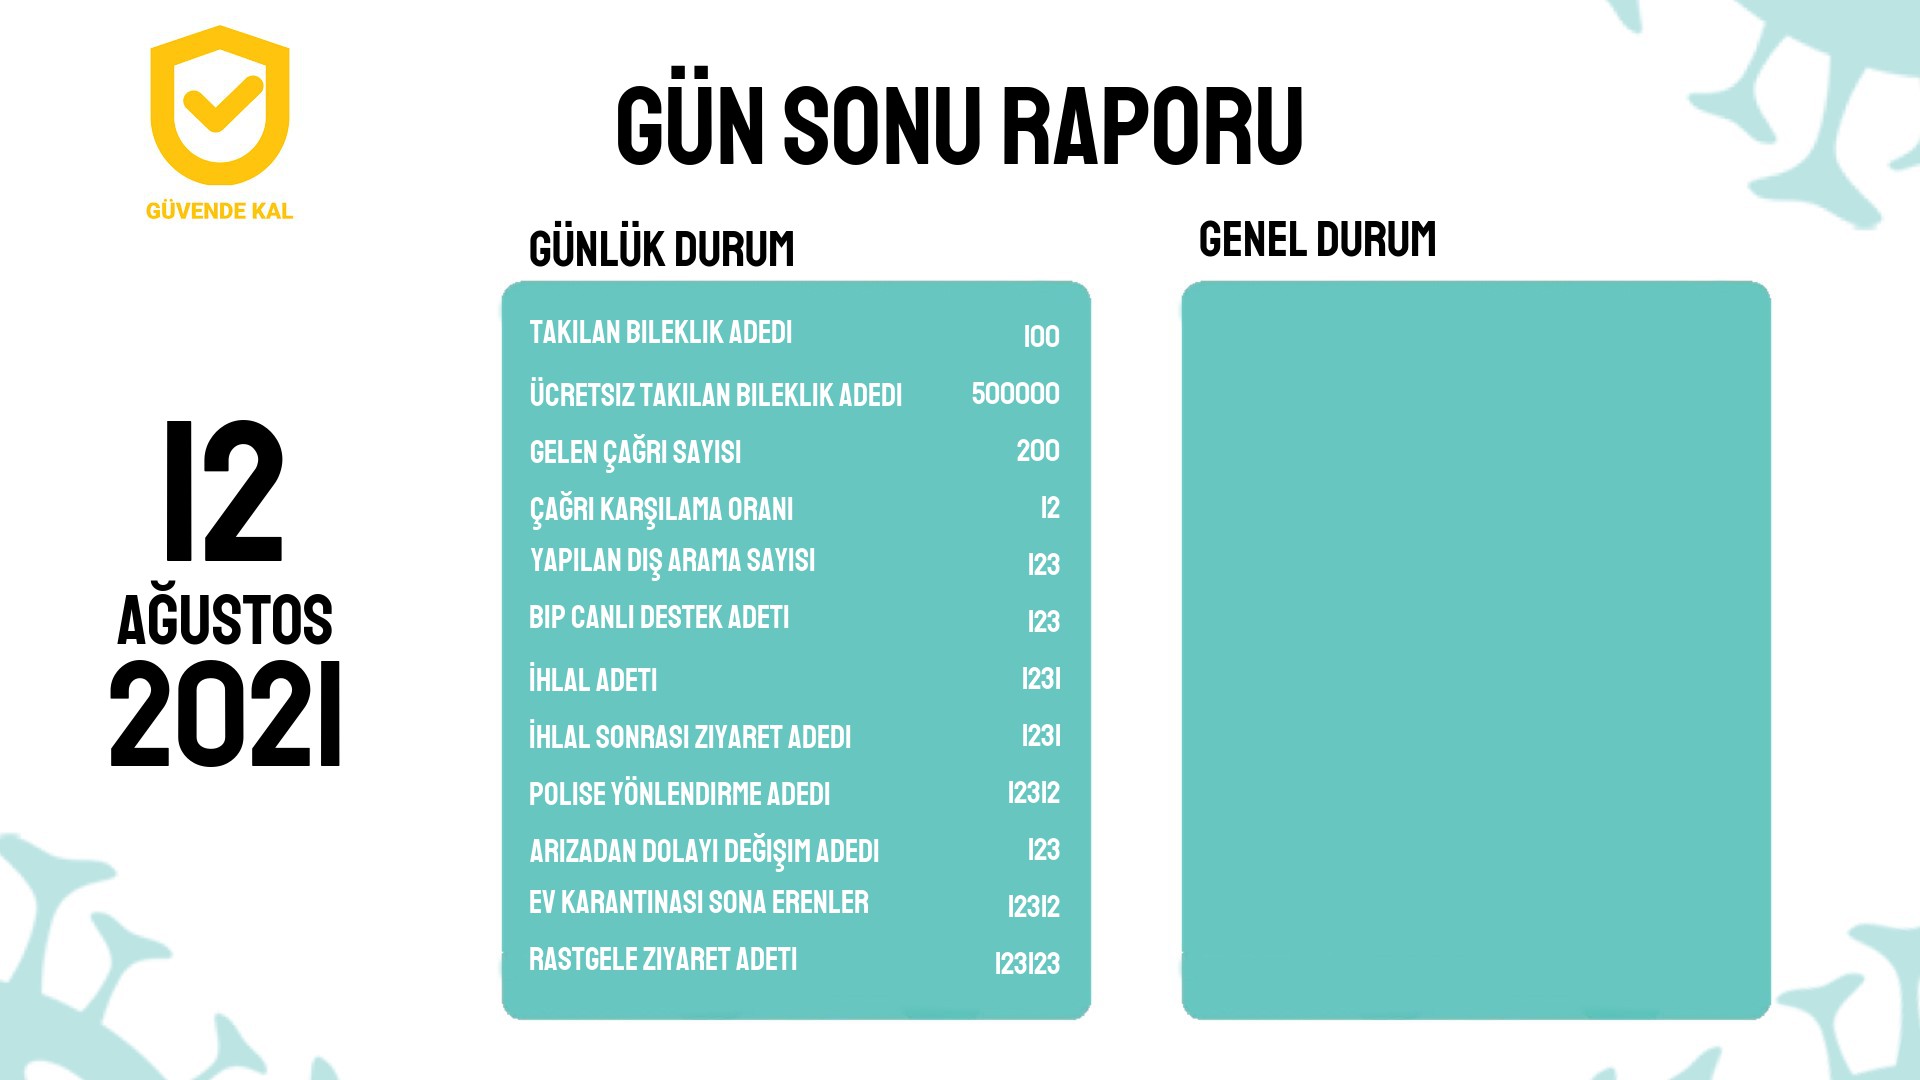 GÜVENDE KAL
GÜN SONU RAPORU
12
AĞUSTOS
2021
GÜNLÜK DURUM
TAKILAN BILEKLIK ADEDI 100
ÜCRETSIZ TAKILAN BILEKLIK ADEDI 500000
GELEN ÇAĞRI SAYISI 200
ÇAĞRI KARŞILAMA ORANI 12
YAPILAN DIŞ ARAMA SAYISI 123
BIP CANLI DESTEK ADETI 123
İHLAL ADETI 1231
İHLAL SONRASI ZIYARET ADEDI 1231
POLISE YÖNLENDIRME ADEDI 12312
ARIZADAN DOLAYI DEĞIŞIM ADEDI 123
EV KARANTINASI SONA ERENLER 12312
RASTGELE ZIYARET ADETI 123123
GENEL DURUM